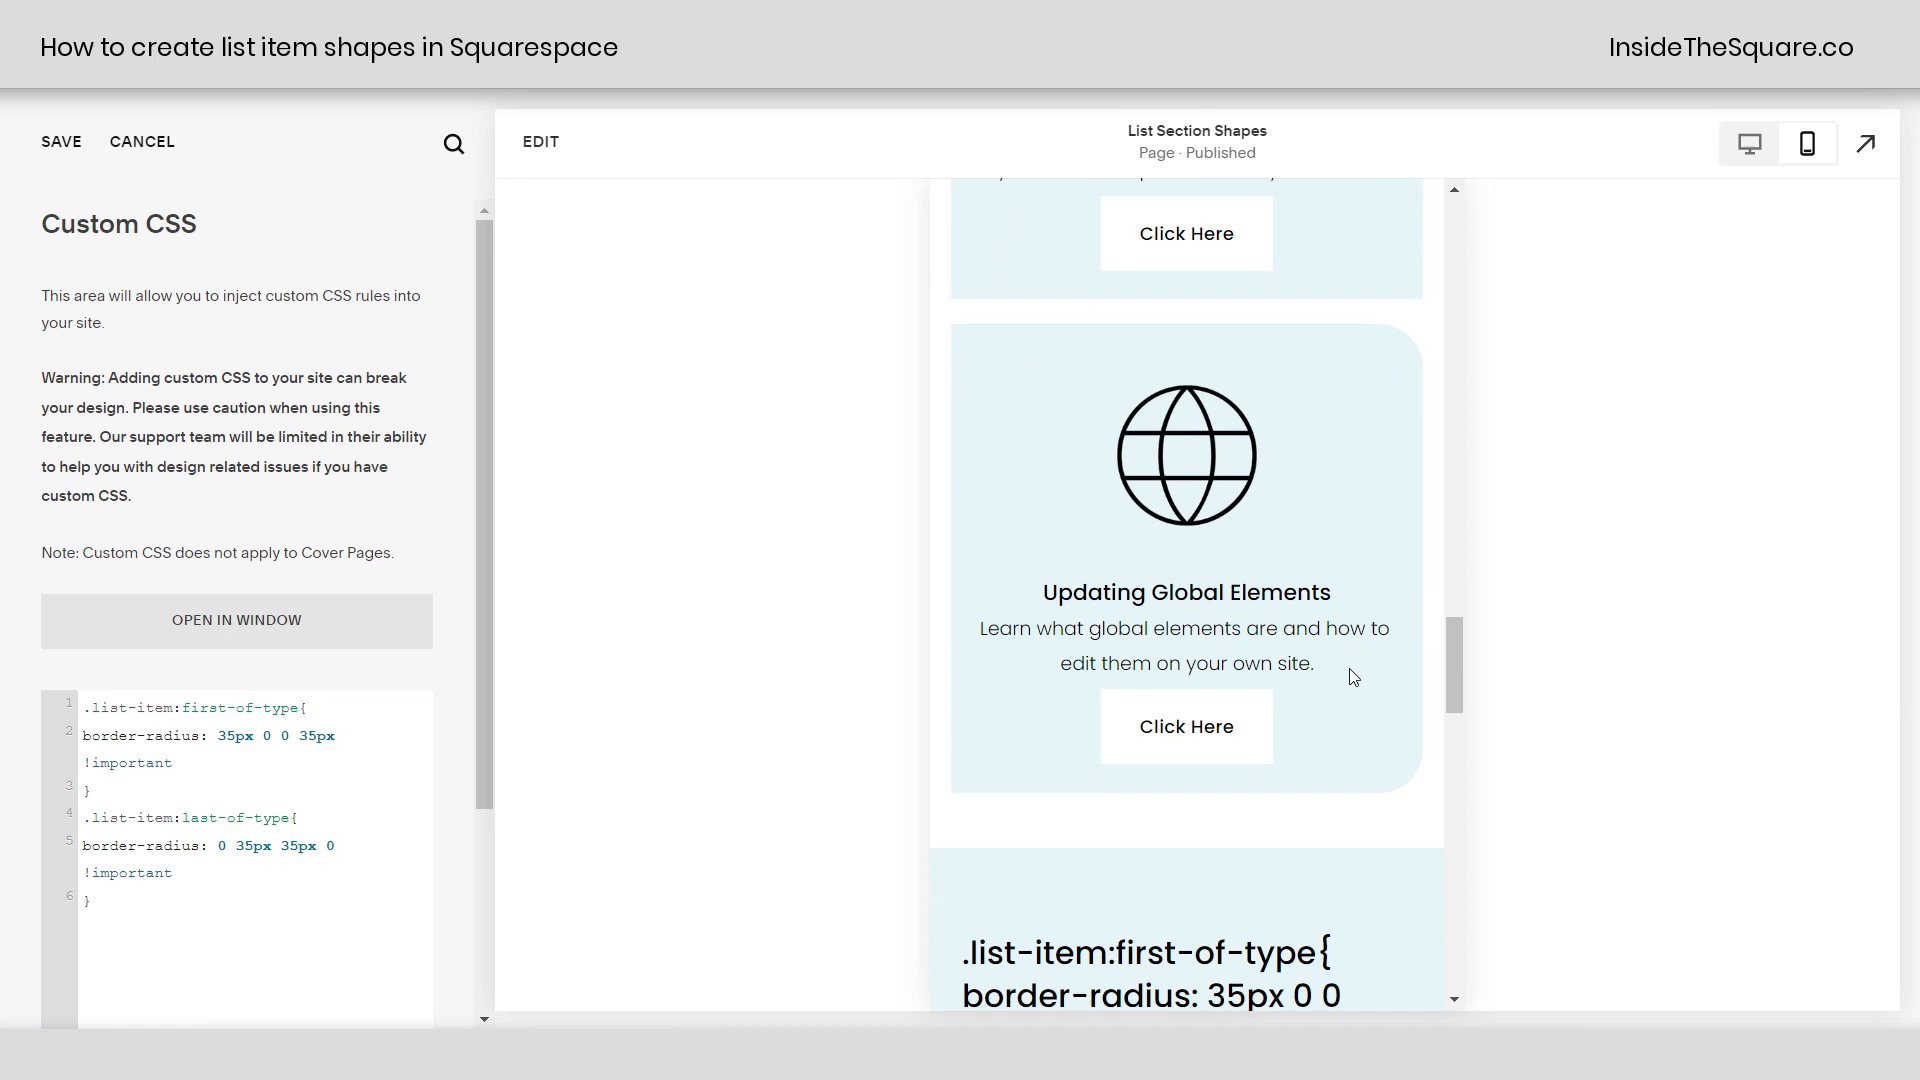 How to create list item shapes in Squarespace
InsideTheSquare.co
SAVE CANCEL
EDIT
List Section Shapes
Page · Published
Custom CSS
This area will allow you to inject custom CSS rules into
your site.
Warning: Adding custom CSS to your site can break
your design. Please use caution when using this
feature. Our support team will be limited in their ability
to help you with design related issues if you have
custom CSS.
Note: Custom CSS does not apply to Cover Pages.
OPEN IN WINDOW
1 .list-item:first-of-type{
2 border-radius: 35px 0 0 35px
!important
3 }
4 .list-item:last-of-type{
5 border-radius: 0 35px 35px 0
!important
6 }
Click Here
Updating Global Elements
Learn what global elements are and how to
edit them on your own site.
Click Here
.list-item:first-of-type{
border-radius: 35px 0 0